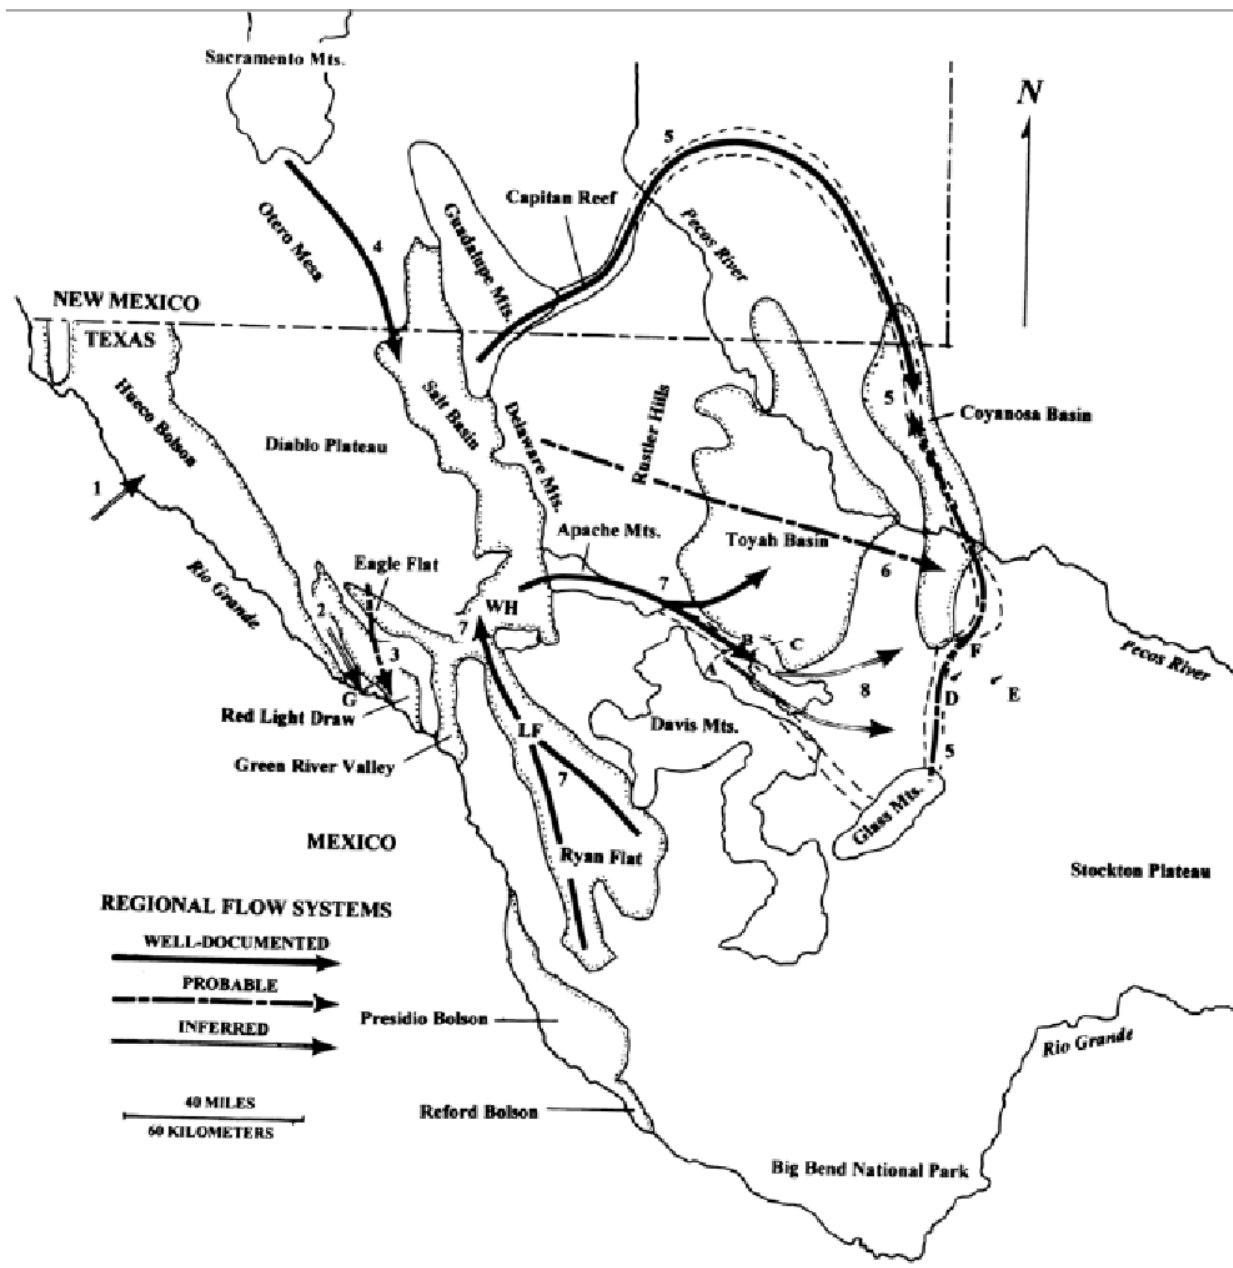 Sacramento Mts.
N
5
Capitan Reef
Otero Mesa
4
Guadalupe Mts.
Pecos River
NEW MEXICO
TEXAS
Hueco Bolson
Salt Basin
Diablo Plateau
Delaware Mts.
Rustler Hills
5
Coyanosa Basin
1
Apache Mts.
Toyah Basin
Eagle Flat
Rio Grande
6
7
WH
2
7
3
B
C
A
F
Pecos River
G
8
D
E
Red Light Draw
LF
Davis Mts.
Green River Valley
7
5
Glass Mts.
MEXICO
Ryan Flat
Stockton Plateau
REGIONAL FLOW SYSTEMS
WELL-DOCUMENTED
PROBABLE
INFERRED
Presidio Bolson
Rio Grande
40 MILES
60 KILOMETERS
Reford Bolson
Big Bend National Park